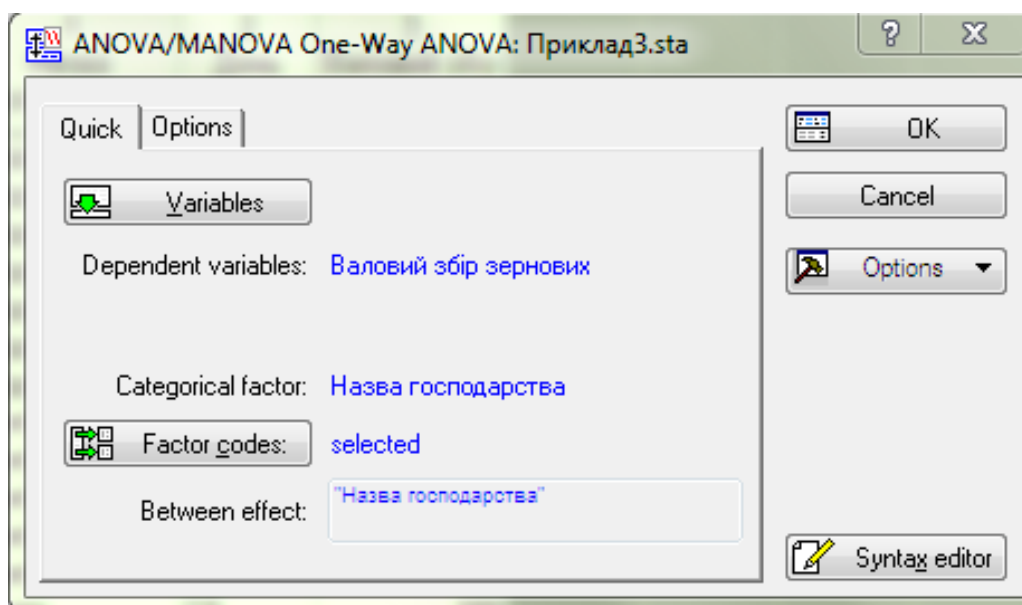 ANOVA/MANOVA One-Way ANOVA: Приклад3.sta
Quick
Options
OK
Variables
Cancel
Dependent variables: Валовий збір зернових
Options
Categorical factor: Назва господарства
Factor codes: selected
Between effect: "Назва господарства"
Syntax editor